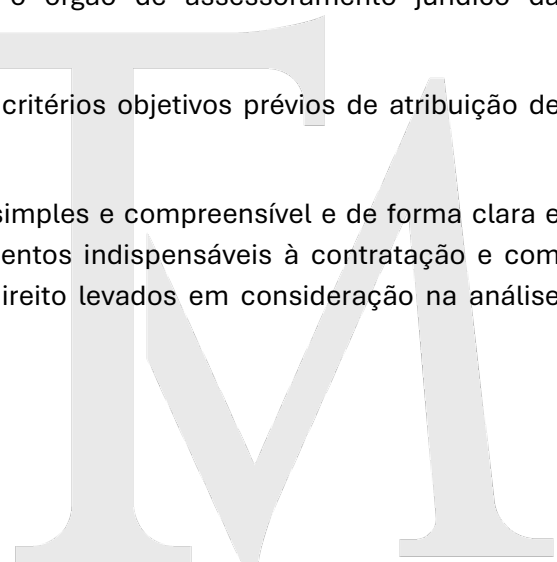 o órgão de assessoramento jurídico da
critérios objetivos prévios de atribuição de
simples e compreensível e de forma clara e
entos indispensáveis à contratação e com
ireito levados em consideração na análise
TM